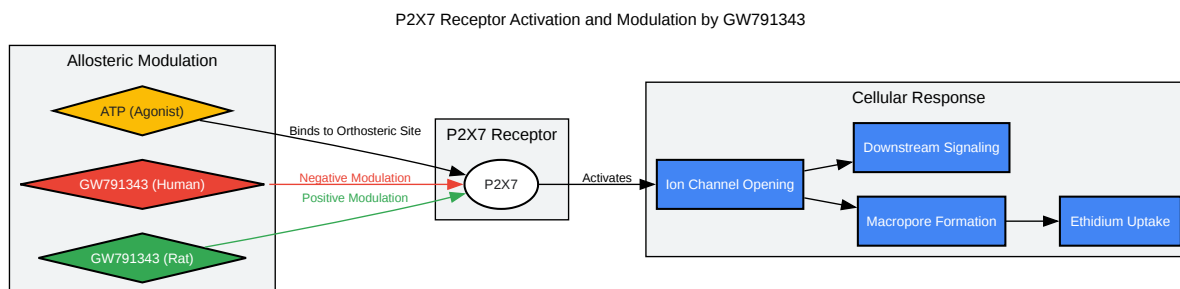 P2X7 Receptor Activation and Modulation by GW791343
Allosteric Modulation
ATP (Agonist)
GW791343 (Human)
GW791343 (Rat)
Binds to Orthosteric Site
Negative Modulation
Positive Modulation
P2X7 Receptor
P2X7
Activates
Cellular Response
Ion Channel Opening
Downstream Signaling
Macropore Formation
Ethidium Uptake